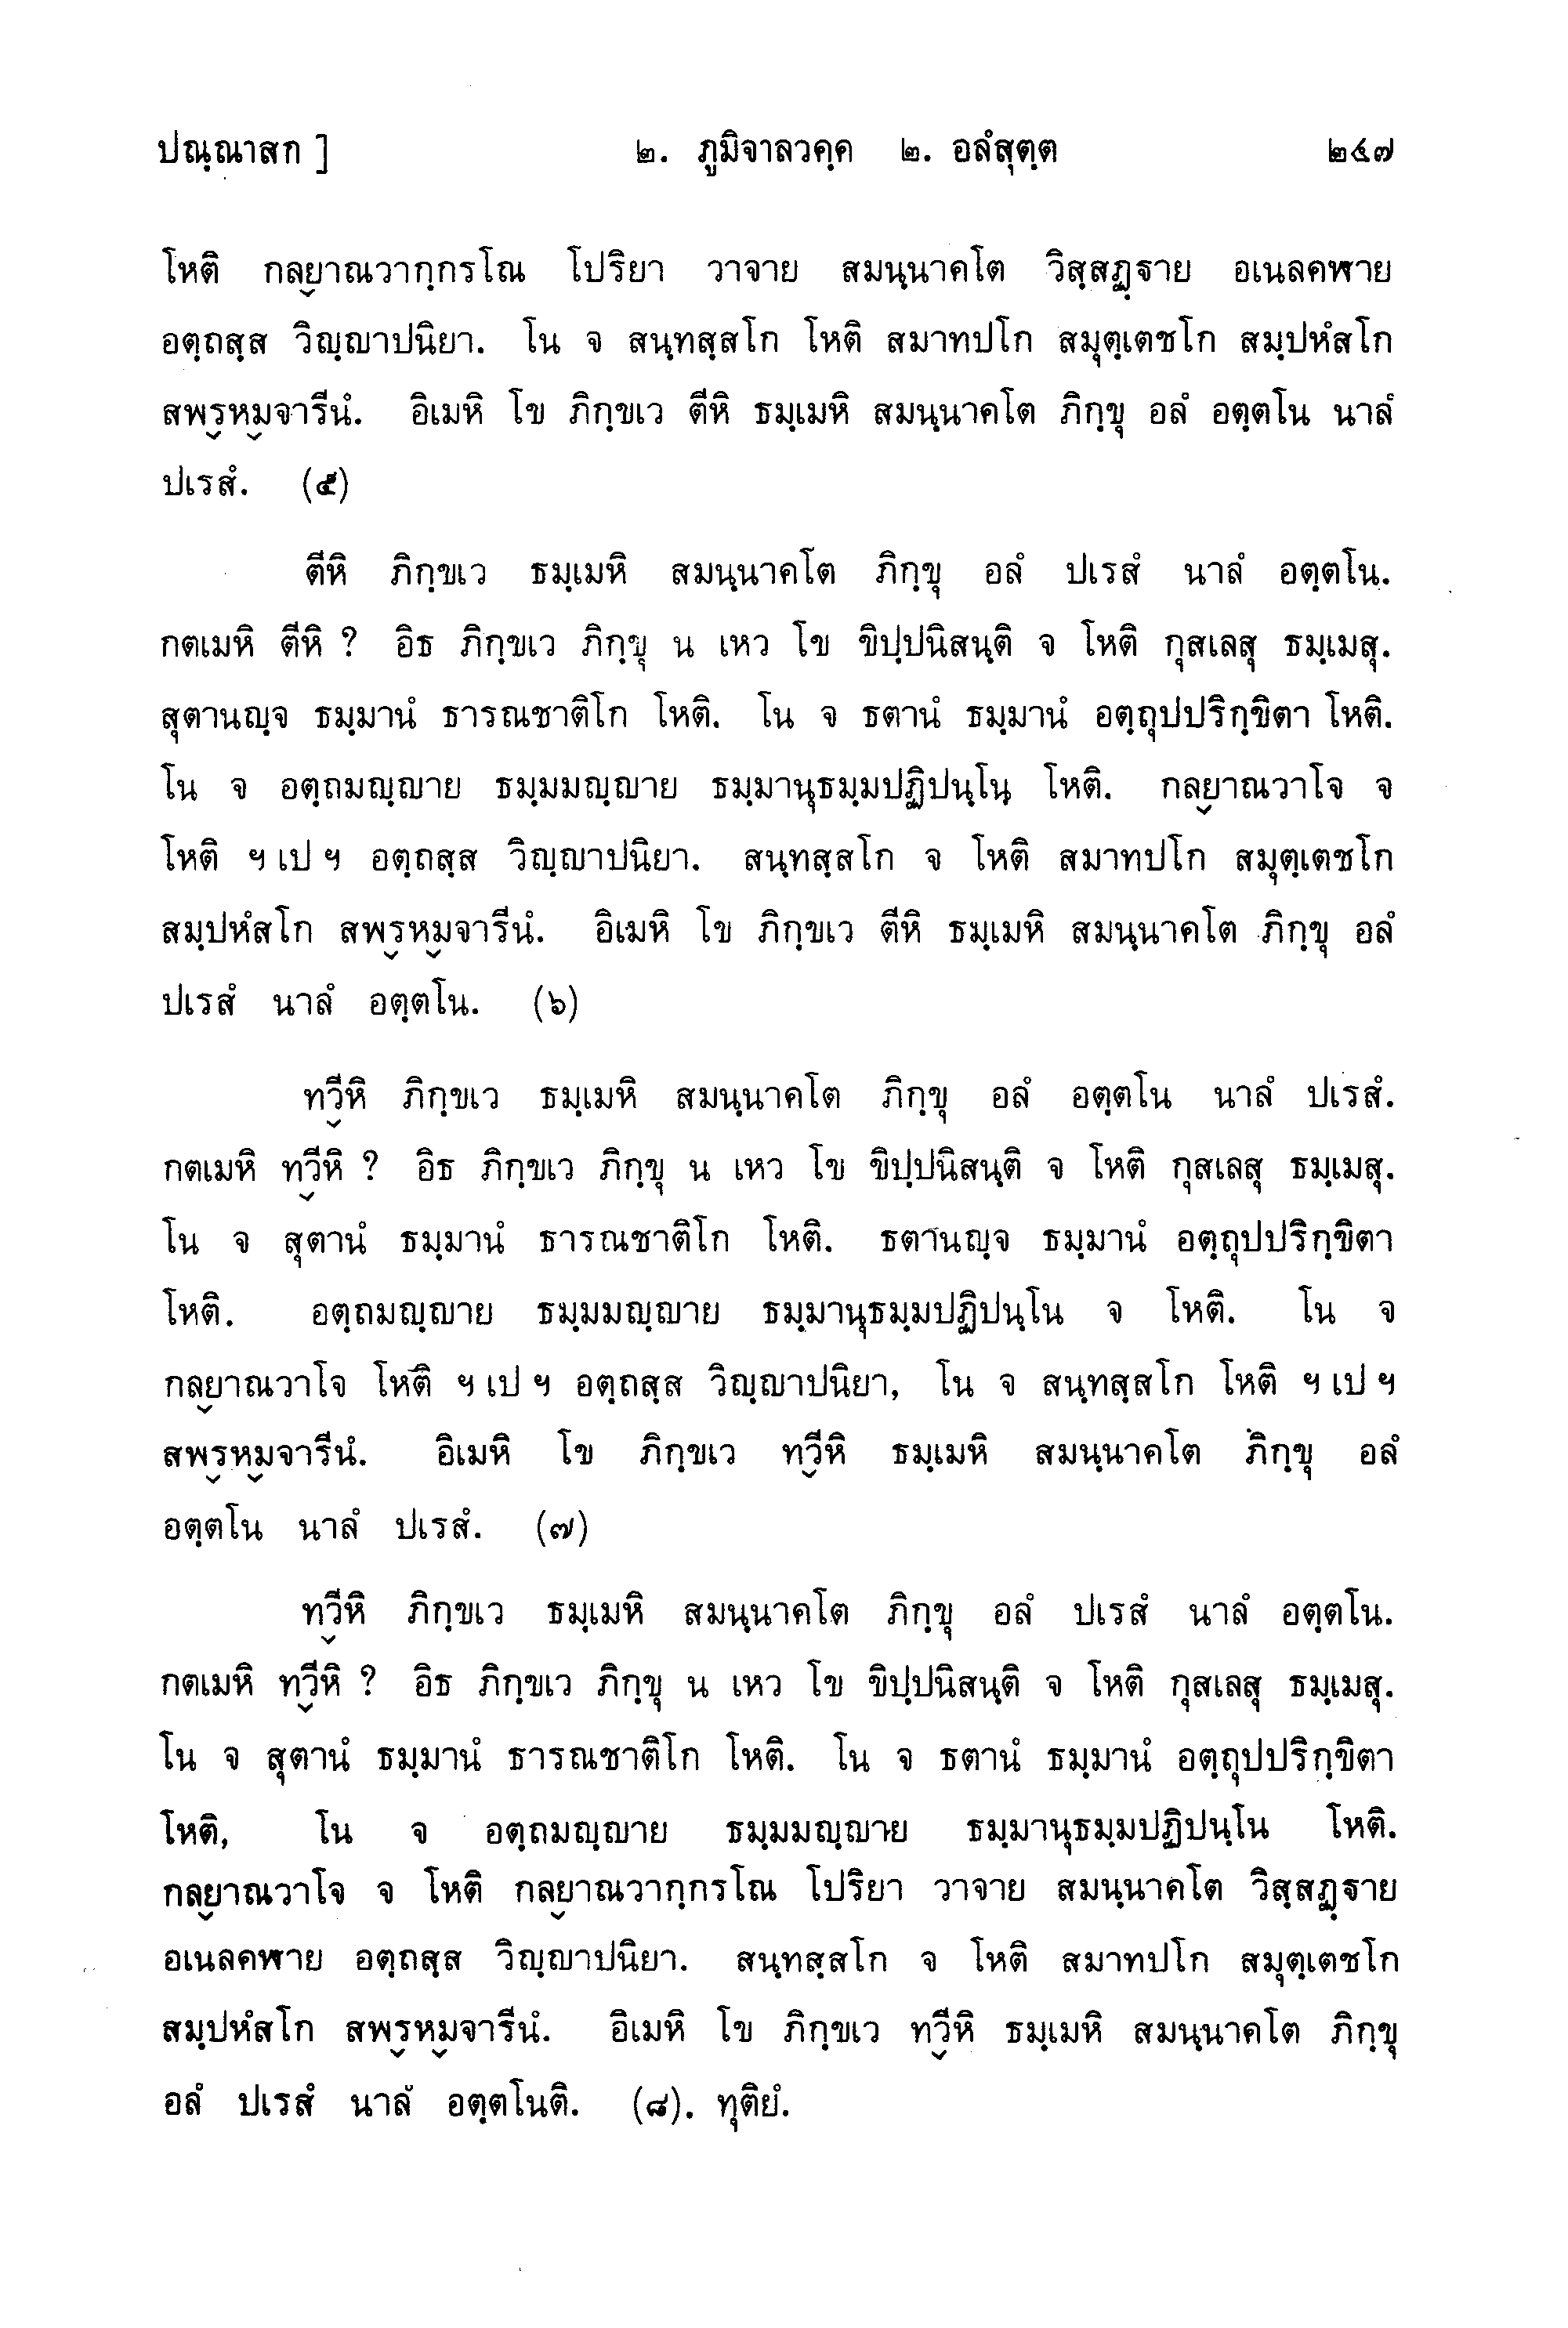 ปณฺณาสก ] ๒. ภูมิจาลวคฺค ๒. อลํสุตฺต ๒๔๗
โหติ กลฺยาณวากฺกรโณ โปริยา วาจาย สมนฺนาคโต วิสฺสฏฺฐาย อเนลคฬาย
อตฺถสฺส วิญฺญาปนิยา. โน จ สนฺทสฺสโก โหติ สมาทปโก สมุตฺเตชโก สมฺปหํสโก
สพฺรหฺมจารีนํ. อิเมหิ โข ภิกฺขเว ตีหิ ธมฺเมหิ สมนฺนาคโต ภิกฺขุ อลํ อตฺตโน นาลํ
ปเรสํ. (๕)
ตีหิ ภิกฺขเว ธมฺเมหิ สมนฺนาคโต ภิกฺขุ อลํ ปเรสํ นาลํ อตฺตโน.
กตเมหิ ตีหิ ? อิธ ภิกฺขเว ภิกฺขุ น เหว โข ขิปฺปนิสนฺติ จ โหติ กุสเลสุ ธมฺเมสุ.
สุตานญฺจ ธมฺมานํ ธารณชาติโก โหติ. โน จ ธตานํ ธมฺมานํ อตฺถุปปริกฺขิตา โหติ.
โน จ อตฺถมญฺญาย ธมฺมมญฺญาย ธมฺมานุธมฺมปฏิปนฺโน โหติ. กลฺยาณวาโจ จ
โหติ ฯ เป ฯ อตฺถสฺส วิญฺญาปนิยา. สนฺทสฺสโก จ โหติ สมาทปโก สมุตฺเตชโก
สมฺปหํสโก สพฺรหฺมจารีนํ. อิเมหิ โข ภิกฺขเว ตีหิ ธมฺเมหิ สมนฺนาคโต ภิกฺขุ อลํ
ปเรสํ นาลํ อตฺตโน. (๖)
ทฺวีหิ ภิกฺขเว ธมฺเมหิ สมนฺนาคโต ภิกฺขุ อลํ อตฺตโน นาลํ ปเรสํ.
กตเมหิ ทฺวีหิ ? อิธ ภิกฺขเว ภิกฺขุ น เหว โข ขิปฺปนิสนฺติ จ โหติ กุสเลสุ ธมฺเมสุ.
โน จ สุตานํ ธมฺมานํ ธารณชาติโก โหติ. ธตานญฺจ ธมฺมานํ อตฺถุปปริกฺขิตา
โหติ. อตฺถมญฺญาย ธมฺมมญฺญาย ธมฺมานุธมฺมปฏิปนฺโน จ โหติ. โน จ
กลฺยาณวาโจ โหติ ฯ เป ฯ อตฺถสฺส วิญฺญาปนิยา, โน จ สนฺทสฺสโก โหติ ฯ เป ฯ
สพฺรหฺมจารีนํ. อิเมหิ โข ภิกฺขเว ทฺวีหิ ธมฺเมหิ สมนฺนาคโต ภิกฺขุ อลํ
อตฺตโน นาลํ ปเรสํ. (๗)
ทฺวีหิ ภิกฺขเว ธมฺเมหิ สมนฺนาคโต ภิกฺขุ อลํ ปเรสํ นาลํ อตฺตโน.
กตเมหิ ทฺวีหิ ? อิธ ภิกฺขเว ภิกฺขุ น เหว โข ขิปฺปนิสนฺติ จ โหติ กุสเลสุ ธมฺเมสุ.
โน จ สุตานํ ธมฺมานํ ธารณชาติโก โหติ. โน จ ธตานํ ธมฺมานํ อตฺถุปปริกฺขิตา
โหติ, โน จ อตฺถมญฺญาย ธมฺมมญฺญาย ธมฺมานุธมฺมปฏิปนฺโน โหติ.
กลฺยาณวาโจ จ โหติ กลฺยาณวากฺกรโณ โปริยา วาจาย สมนฺนาคโต วิสฺสฏฺฐาย
อเนลคฬาย อตฺถสฺส วิญฺญาปนิยา. สนฺทสฺสโก จ โหติ สมาทปโก สมุตฺเตชโก
สมฺปหํสโก สพฺรหฺมจารีนํ. อิเมหิ โข ภิกฺขเว ทฺวีหิ ธมฺเมหิ สมนฺนาคโต ภิกฺขุ
อลํ ปเรสํ นาลํ อตฺตโนติ. (๘). ทุติยํ.